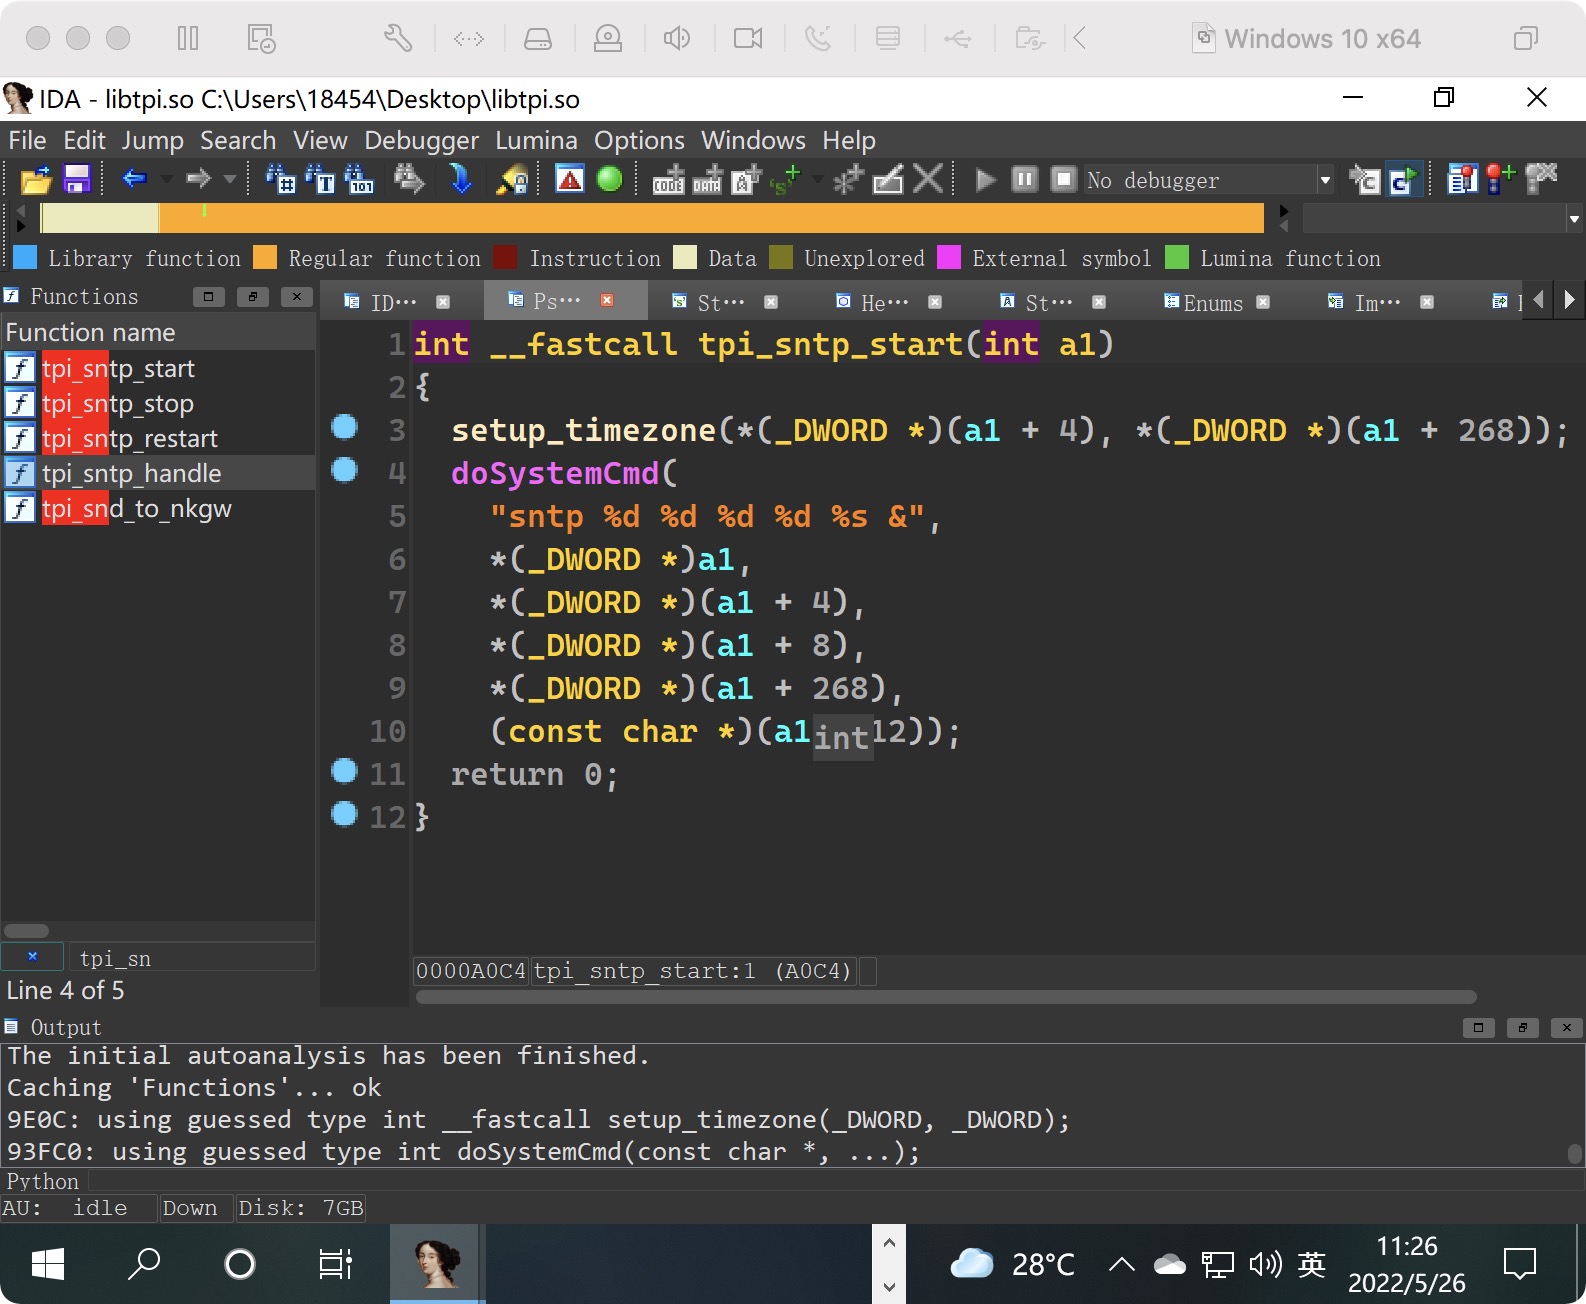 Windows 10 x64
IDA - libtpi.so C:\Users\18454\Desktop\libtpi.so
File Edit Jump Search View Debugger Lumina Options Windows Help
No debugger
Library function Regular function Instruction Data Unexplored External symbol Lumina function
Functions
ID··· Ps··· St··· He··· St··· Enums Im···
Function name
tpi_sntp_start
tpi_sntp_stop
tpi_sntp_restart
tpi_sntp_handle
tpi_snd_to_nkgw
1 int __fastcall tpi_sntp_start(int a1)
2 {
3 setup_timezone(*(_DWORD *)(a1 + 4), *(_DWORD *)(a1 + 268));
4 doSystemCmd(
5 "sntp %d %d %d %d %s &",
6 *(_DWORD *)a1,
7 *(_DWORD *)(a1 + 4),
8 *(_DWORD *)(a1 + 8),
9 *(_DWORD *)(a1 + 268),
10 (const char *)(a1 int 12));
11 return 0;
12 }
tpi_sn
0000A0C4 tpi_sntp_start:1 (A0C4)
Line 4 of 5
Output
The initial autoanalysis has been finished.
Caching 'Functions'... ok
9E0C: using guessed type int __fastcall setup_timezone(_DWORD, _DWORD);
93FC0: using guessed type int doSystemCmd(const char *, ...);
Python
AU: idle Down Disk: 7GB
28°C 英 11:26
2022/5/26